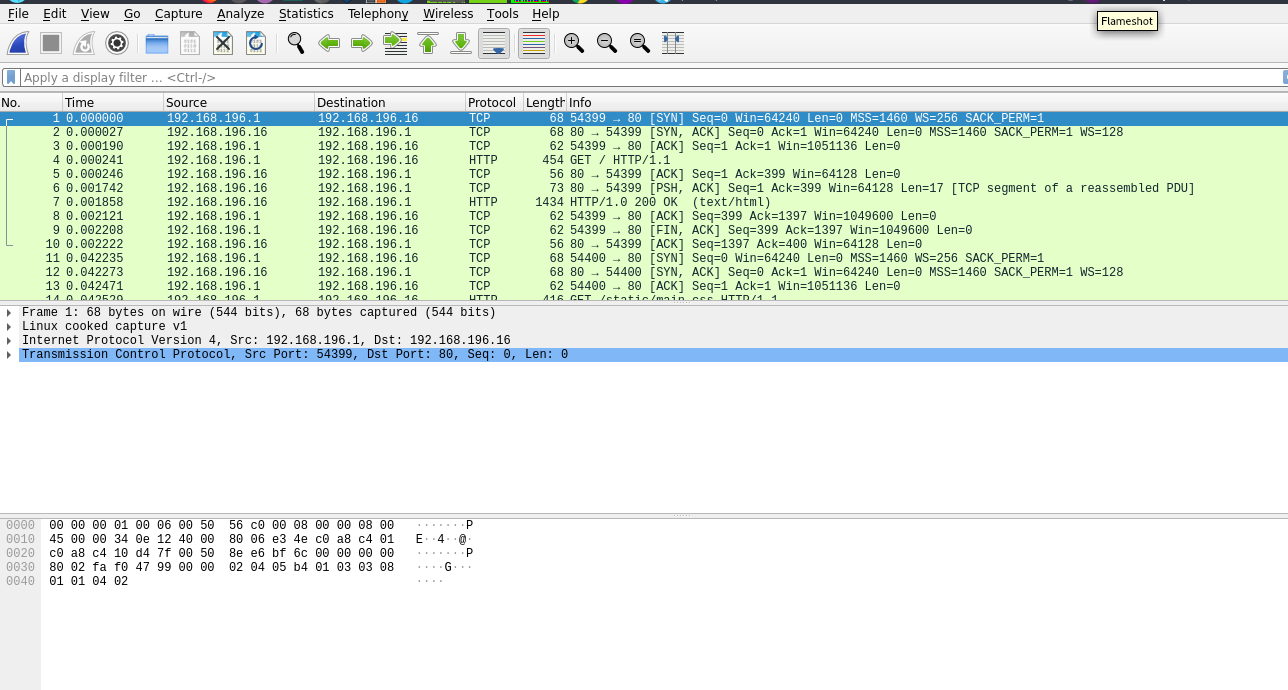 File Edit View Go Capture Analyze Statistics Telephony Wireless Tools Help
Flameshot
Apply a display filter ... <Ctrl-/>
No. Time Source Destination Protocol Length Info
1 0.000000 192.168.196.1 192.168.196.16 TCP 68 54399 → 80 [SYN] Seq=0 Win=64240 Len=0 MSS=1460 WS=256 SACK_PERM=1
2 0.000027 192.168.196.16 192.168.196.1 TCP 68 80 → 54399 [SYN, ACK] Seq=0 Ack=1 Win=64240 Len=0 MSS=1460 SACK_PERM=1 WS=128
3 0.000190 192.168.196.1 192.168.196.16 TCP 62 54399 → 80 [ACK] Seq=1 Ack=1 Win=1051136 Len=0
4 0.000241 192.168.196.1 192.168.196.16 HTTP 454 GET / HTTP/1.1
5 0.000246 192.168.196.16 192.168.196.1 TCP 56 80 → 54399 [ACK] Seq=1 Ack=399 Win=64128 Len=0
6 0.001742 192.168.196.16 192.168.196.1 TCP 73 80 → 54399 [PSH, ACK] Seq=1 Ack=399 Win=64128 Len=17 [TCP segment of a reassembled PDU]
7 0.001858 192.168.196.16 192.168.196.1 HTTP 1434 HTTP/1.0 200 OK (text/html)
8 0.002121 192.168.196.1 192.168.196.16 TCP 62 54399 → 80 [ACK] Seq=399 Ack=1397 Win=1049600 Len=0
9 0.002208 192.168.196.1 192.168.196.16 TCP 62 54399 → 80 [FIN, ACK] Seq=399 Ack=1397 Win=1049600 Len=0
10 0.002222 192.168.196.16 192.168.196.1 TCP 56 80 → 54399 [ACK] Seq=1397 Ack=400 Win=64128 Len=0
11 0.042235 192.168.196.1 192.168.196.16 TCP 68 54400 → 80 [SYN] Seq=0 Win=64240 Len=0 MSS=1460 WS=256 SACK_PERM=1
12 0.042273 192.168.196.16 192.168.196.1 TCP 68 80 → 54400 [SYN, ACK] Seq=0 Ack=1 Win=64240 Len=0 MSS=1460 SACK_PERM=1 WS=128
13 0.042471 192.168.196.1 192.168.196.16 TCP 62 54400 → 80 [ACK] Seq=1 Ack=1 Win=1051136 Len=0
14 0.042529 192.168.196.1 192.168.196.16 HTTP 416 GET /static/main.css HTTP/1.1
Frame 1: 68 bytes on wire (544 bits), 68 bytes captured (544 bits)
Linux cooked capture v1
Internet Protocol Version 4, Src: 192.168.196.1, Dst: 192.168.196.16
Transmission Control Protocol, Src Port: 54399, Dst Port: 80, Seq: 0, Len: 0
0000 00 00 00 01 00 06 00 50 56 c0 00 08 00 00 08 00 ·······P
0010 45 00 00 34 0e 12 40 00 80 06 e3 4e c0 a8 c4 01 E··4··@·
0020 c0 a8 c4 10 d4 7f 00 50 8e e6 bf 6c 00 00 00 00 ·······P
0030 80 02 fa f0 47 99 00 00 02 04 05 b4 01 03 03 08 ····G···
0040 01 01 04 02 ····